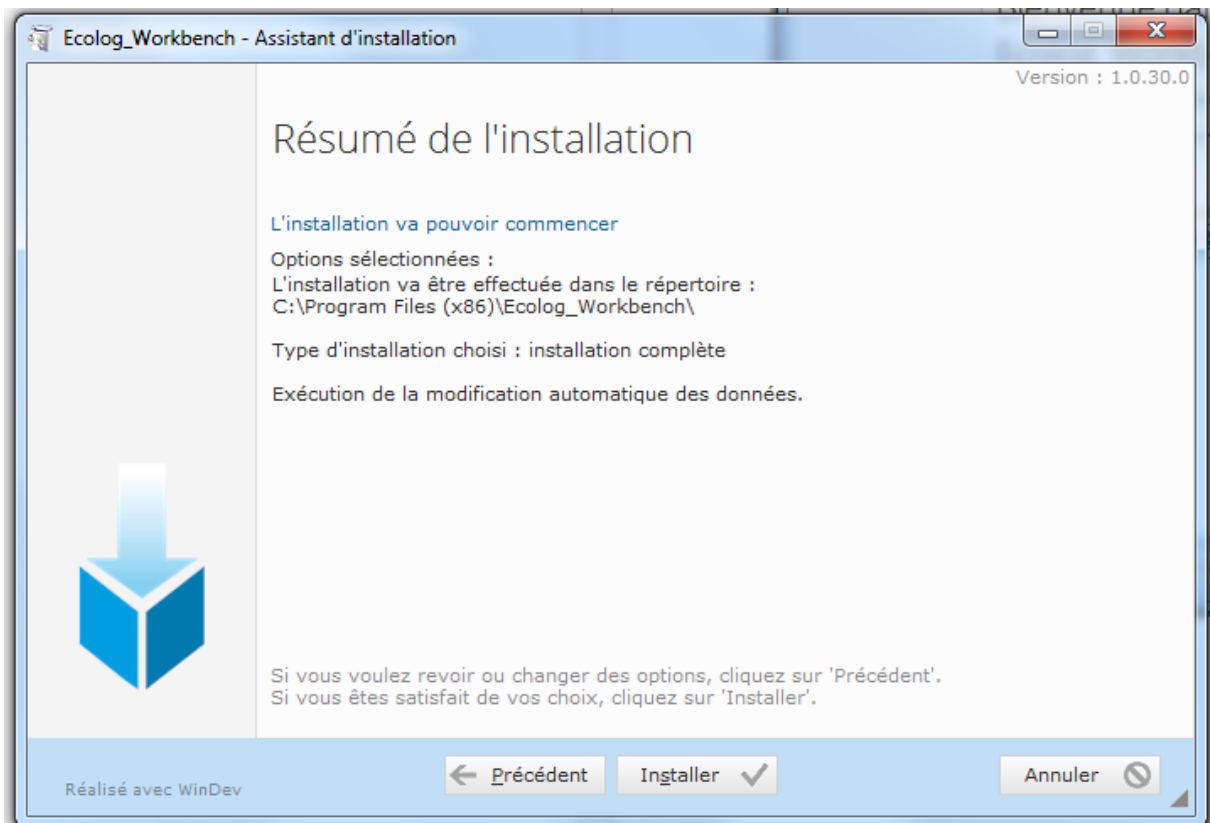 Ecolog_Workbench - Assistant d'installation
Version : 1.0.30.0
Résumé de l'installation
L'installation va pouvoir commencer
Options sélectionnées :
L'installation va être effectuée dans le répertoire :
C:\Program Files (x86)\Ecolog_Workbench\
Type d'installation choisi : installation complète
Exécution de la modification automatique des données.
Si vous voulez revoir ou changer des options, cliquez sur 'Précédent'.
Si vous êtes satisfait de vos choix, cliquez sur 'Installer'.
Réalisé avec WinDev
Précédent
Installer
Annuler